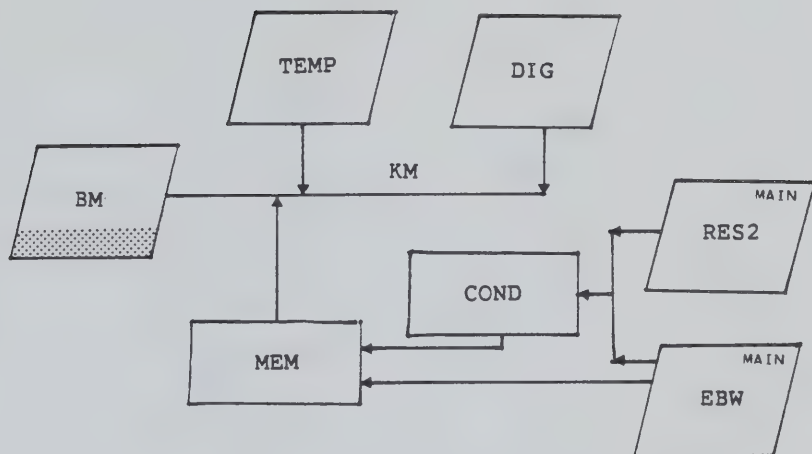 TEMP
DIG
BM
KM
MAIN
RES2
COND
MEM
MAIN
EBW